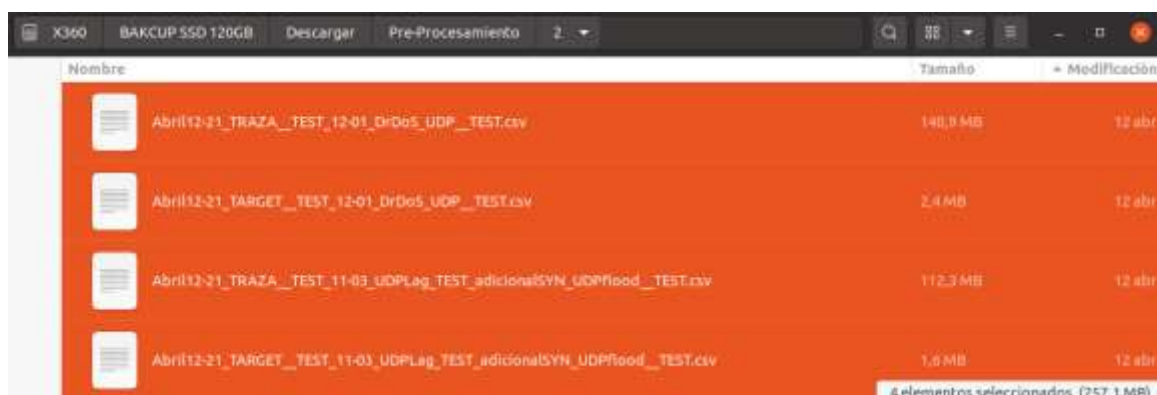 X360 BAKCUP SSD 120GB Descargar Pre-Procesamiento 2
Nombre Tamaño Modificación
Abril12-21_TRAZA__TEST_12-01_DrDoS_UDP__TEST.csv 140,9 MB 12 abr
Abril12-21_TARGET__TEST_12-01_DrDoS_UDP__TEST.csv 2,4 MB 12 abr
Abril12-21_TRAZA__TEST_11-03_UDPLag_TEST_adicionalSYN_UDPflood__TEST.csv 112,3 MB 12 abr
Abril12-21_TARGET__TEST_11-03_UDPLag_TEST_adicionalSYN_UDPflood__TEST.csv 1,6 MB 12 abr
4 elementos seleccionados (257,1 MB)